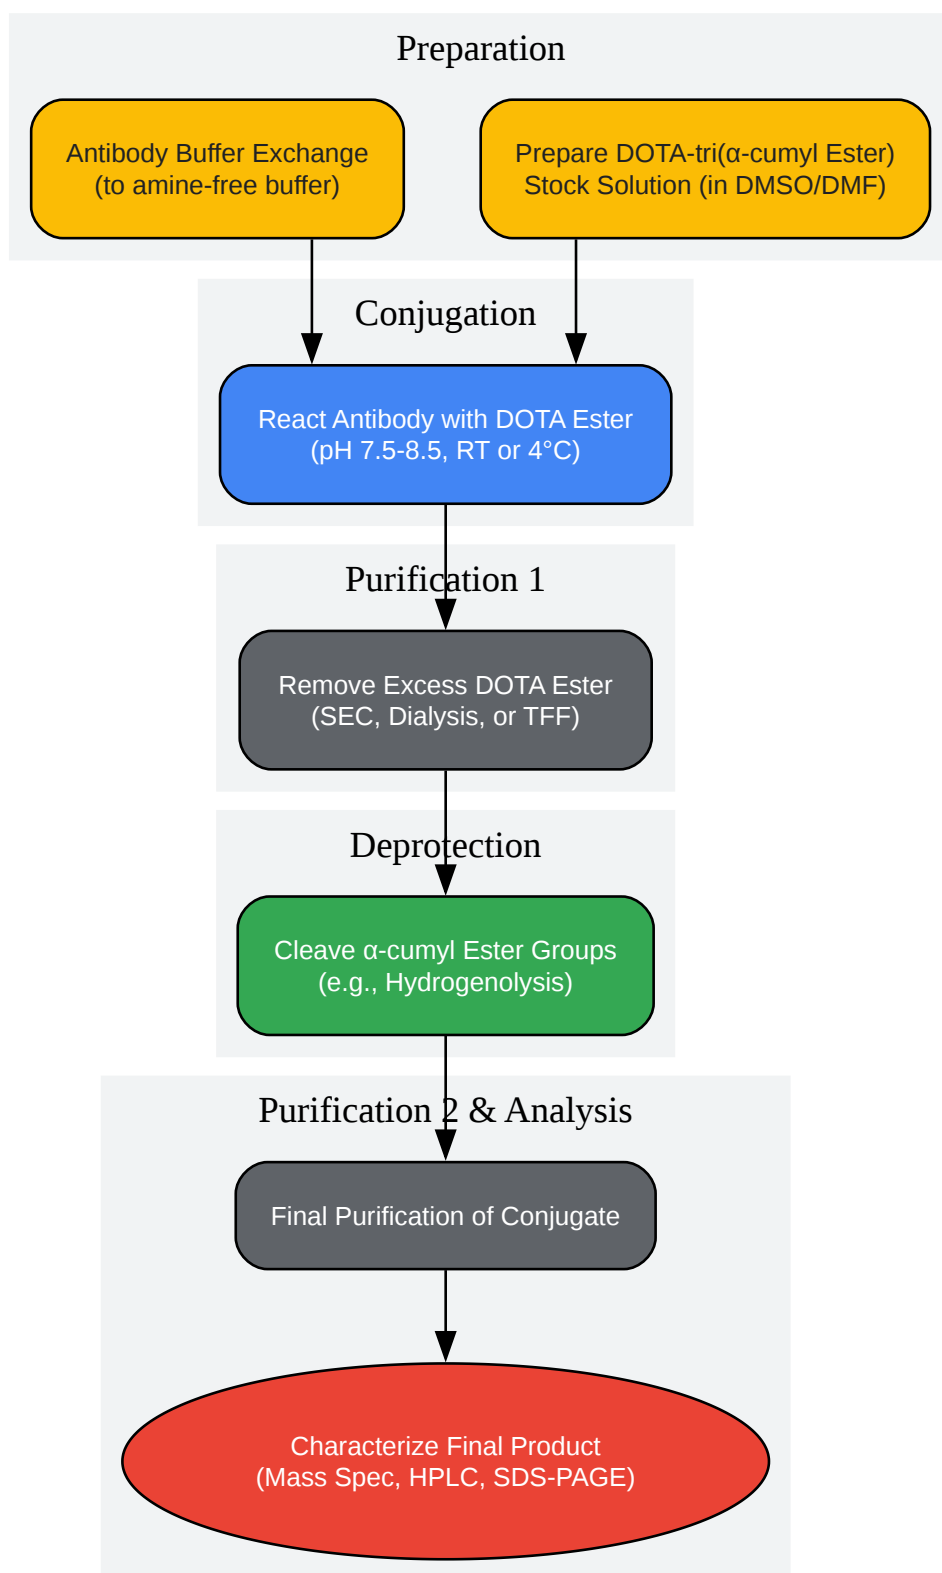 Preparation
Antibody Buffer Exchange
(to amine-free buffer)
Prepare DOTA-tri(α-cumyl Ester)
Stock Solution (in DMSO/DMF)
Conjugation
React Antibody with DOTA Ester
(pH 7.5-8.5, RT or 4°C)
Purification 1
Remove Excess DOTA Ester
(SEC, Dialysis, or TFF)
Deprotection
Cleave α-cumyl Ester Groups
(e.g., Hydrogenolysis)
Purification 2 & Analysis
Final Purification of Conjugate
Characterize Final Product
(Mass Spec, HPLC, SDS-PAGE)